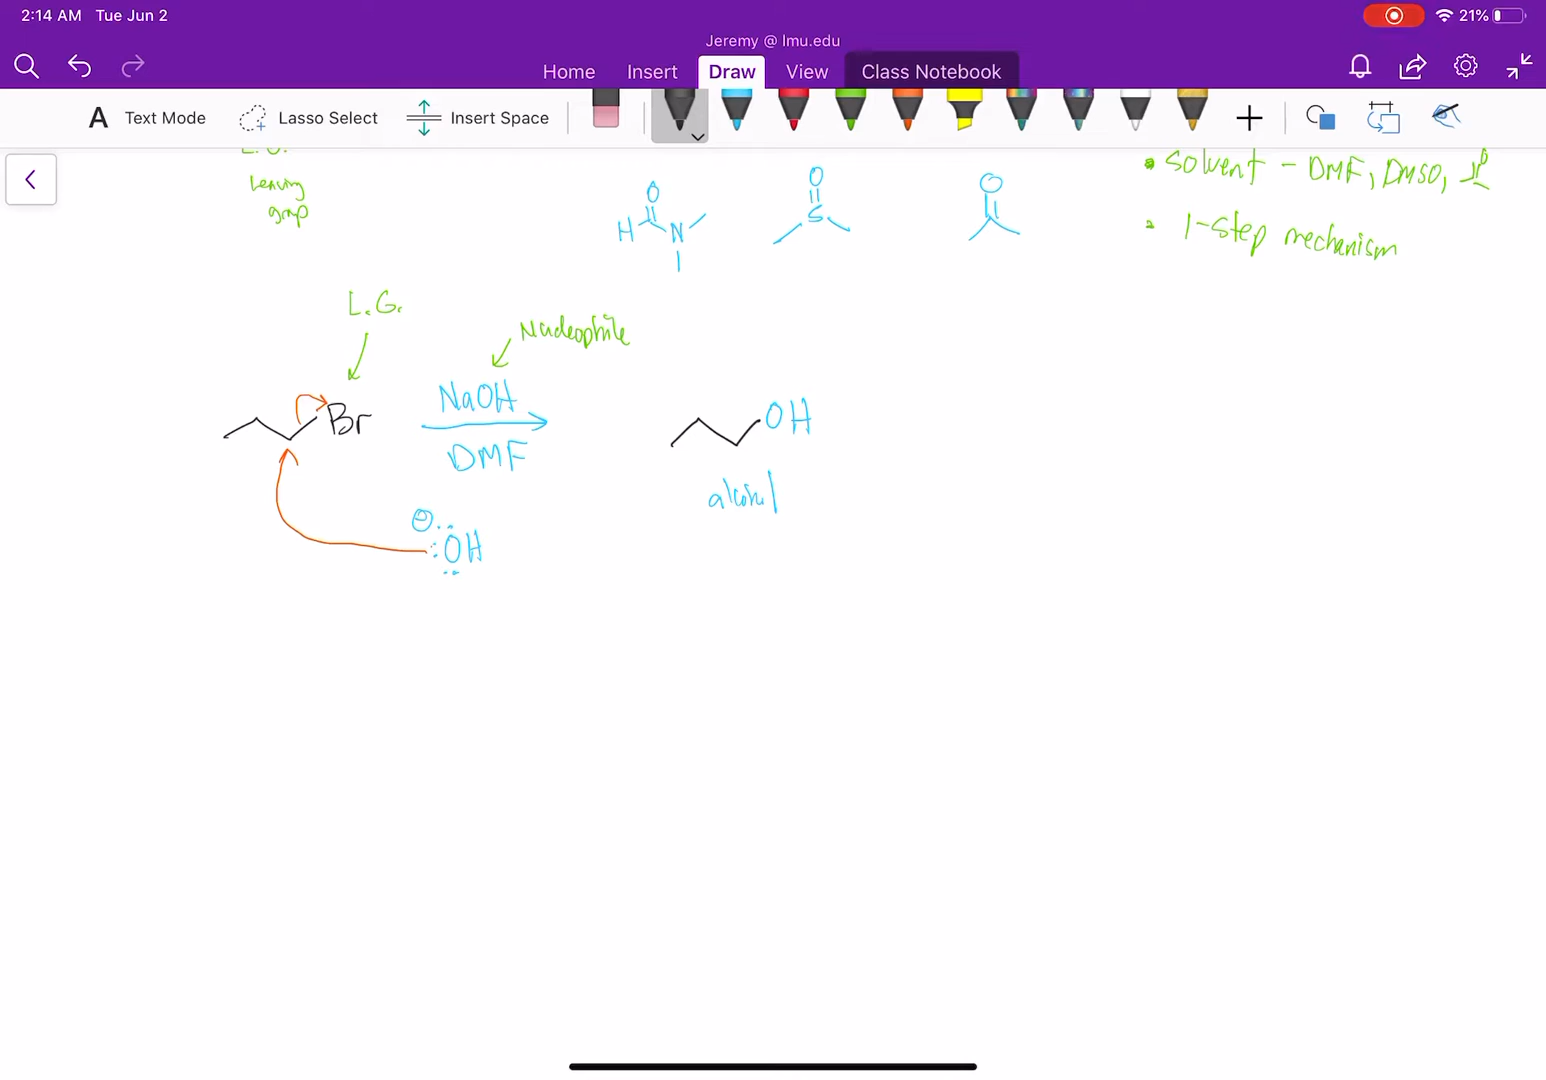 2:14 AM Tue Jun 2
21%
Jeremy @ lmu.edu
Home Insert Draw View Class Notebook
A Text Mode Lasso Select Insert Space
L.G.
leaving
group
O
H N
O
S
O
• solvent - DMF, DMSO,
• 1-step mechanism
L.G.
Nucleophile
Br
NaOH
DMF
OH
alcohol
⊖
:OH